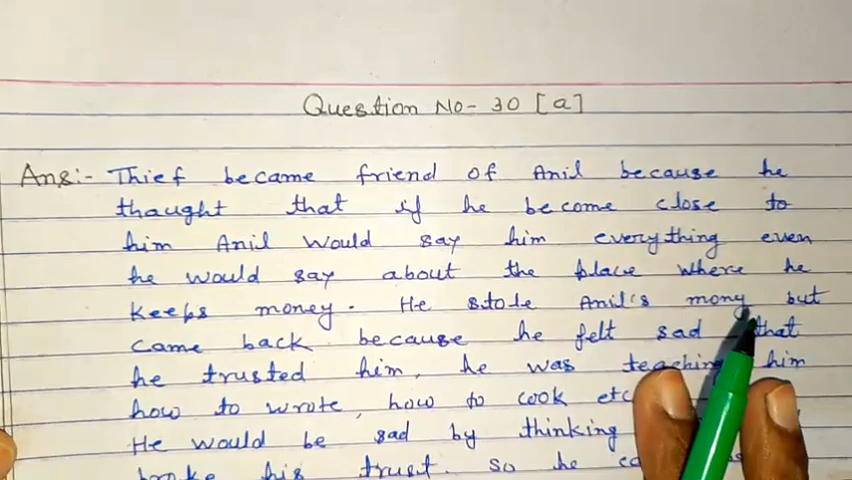 Question No- 30 [a]
Ans:- Thief became friend of Anil because he
thaught that if he become close to
him Anil would say him everything even
he would say about the place where he
keeps money. He stole Anil's mony but
came back because he felt sad that
he trusted him, he was teaching him
how to wrote, how to cook etc
He would be sad by thinking
broke his trust. So he